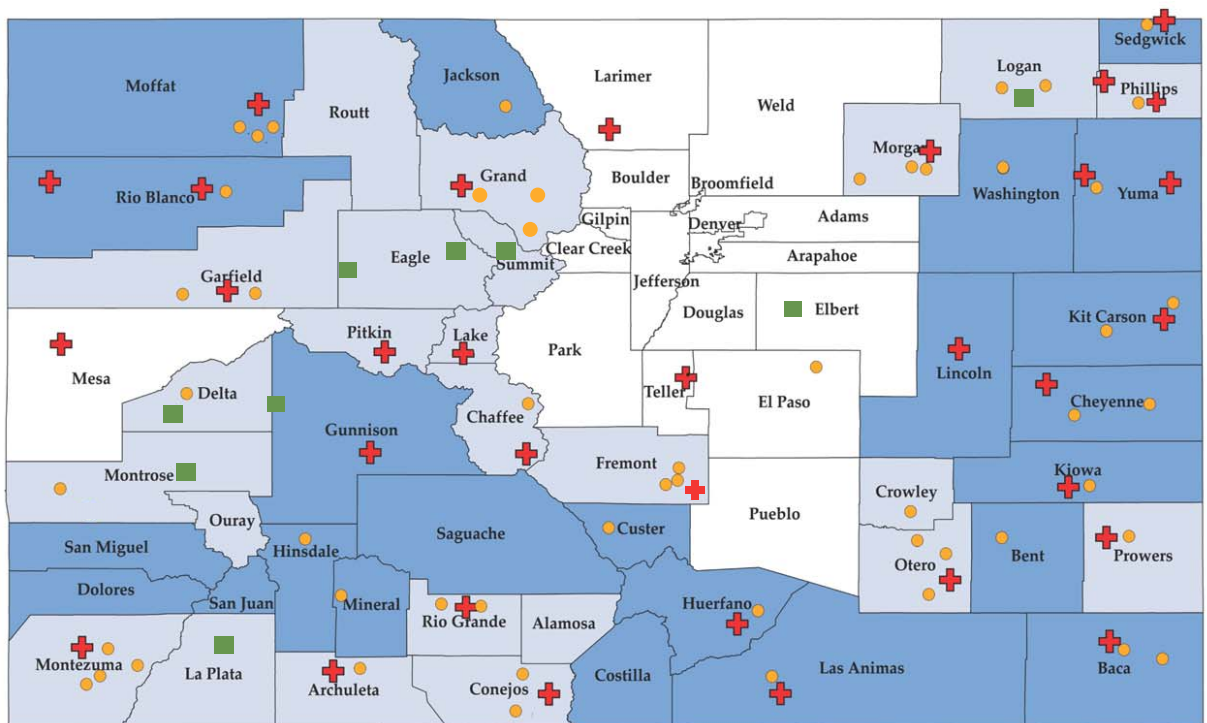 Sedgwick
Jackson
Logan
Larimer
Moffat
Phillips
Weld
Routt
Morgan
Grand
Boulder
Broomfield
Washington
Yuma
Rio Blanco
Gilpin
Denver
Adams
Eagle
Clear Creek
Arapahoe
Summit
Garfield
Jefferson
Elbert
Douglas
Kit Carson
Pitkin
Lake
Park
Lincoln
Mesa
Delta
Teller
El Paso
Cheyenne
Chaffee
Gunnison
Fremont
Kiowa
Montrose
Crowley
Pueblo
Ouray
Saguache
Custer
San Miguel
Hinsdale
Bent
Prowers
Otero
Dolores
San Juan
Mineral
Huerfano
Rio Grande
Alamosa
Montezuma
La Plata
Las Animas
Baca
Costilla
Archuleta
Conejos